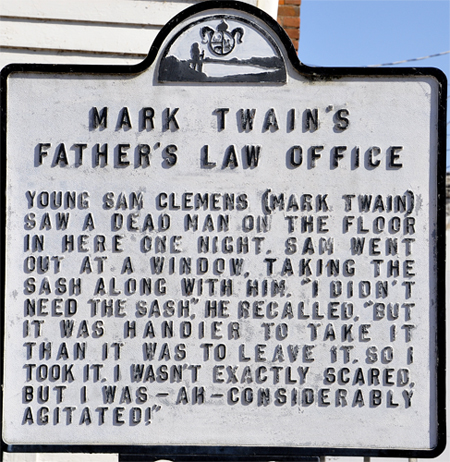 MARK TWAIN'S
FATHER'S LAW OFFICE
YOUNG SAM CLEMENS (MARK TWAIN)
SAW A DEAD MAN ON THE FLOOR
IN HERE ONE NIGHT. SAM WENT
OUT AT A WINDOW, TAKING THE
SASH ALONG WITH HIM. "I DIDN'T
NEED THE SASH," HE RECALLED, "BUT
IT WAS HANDIER TO TAKE IT
THAN IT WAS TO LEAVE IT, SO I
TOOK IT. I WASN'T EXACTLY SCARED,
BUT I WAS-AH-CONSIDERABLY
AGITATED!"